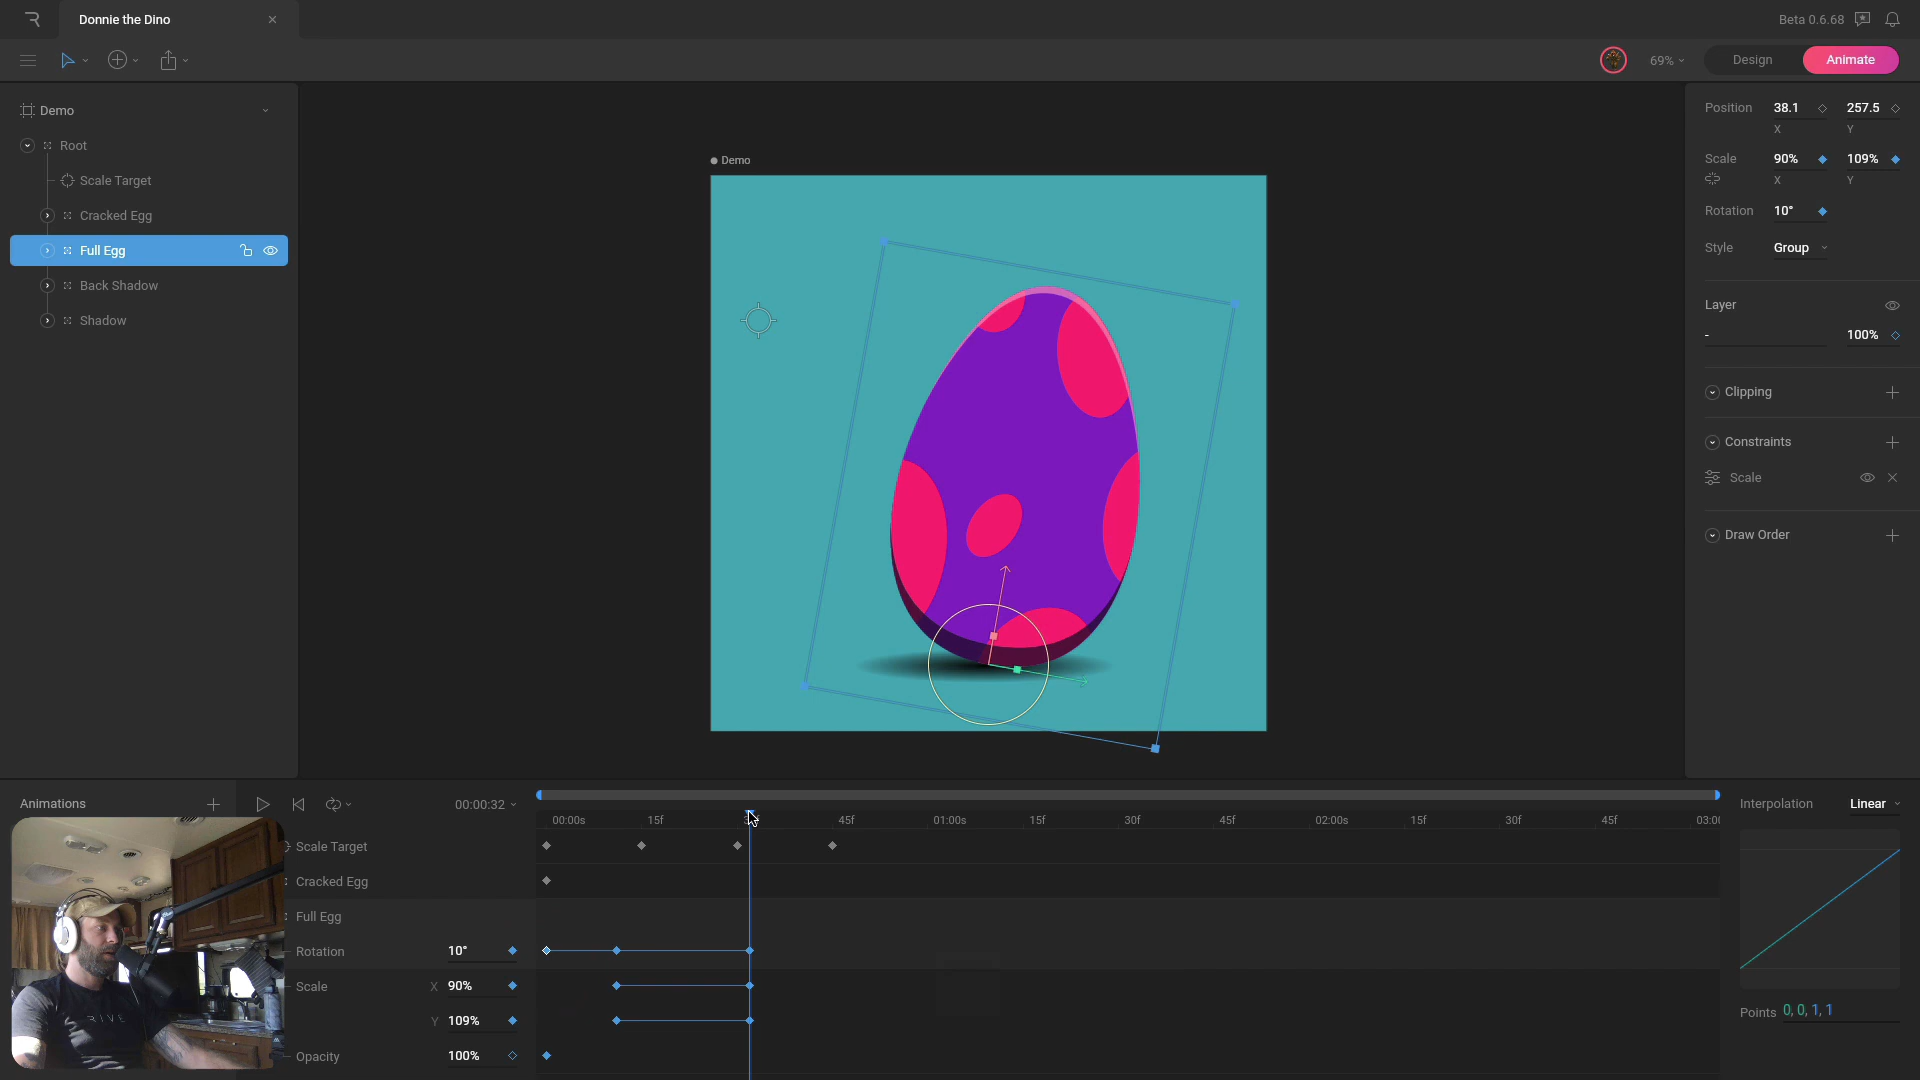 Donnie the Dino
Beta 0.6.68
69%
Design
Animate
Demo
Root
Scale Target
Cracked Egg
Full Egg
Back Shadow
Shadow
Demo
Position 38.1 257.5
X Y
Scale 90% 109%
X Y
Rotation 10°
Style Group
Layer
- 100%
Clipping
Constraints
Scale
Draw Order
Animations
00:00:32
00:00s 15f 45f 01:00s 15f 30f 45f 02:00s 15f 30f 45f
Scale Target
Cracked Egg
Full Egg
Rotation 10°
Scale X 90%
Y 109%
Opacity 100%
Interpolation Linear
Points 0, 0, 1, 1
RIVE